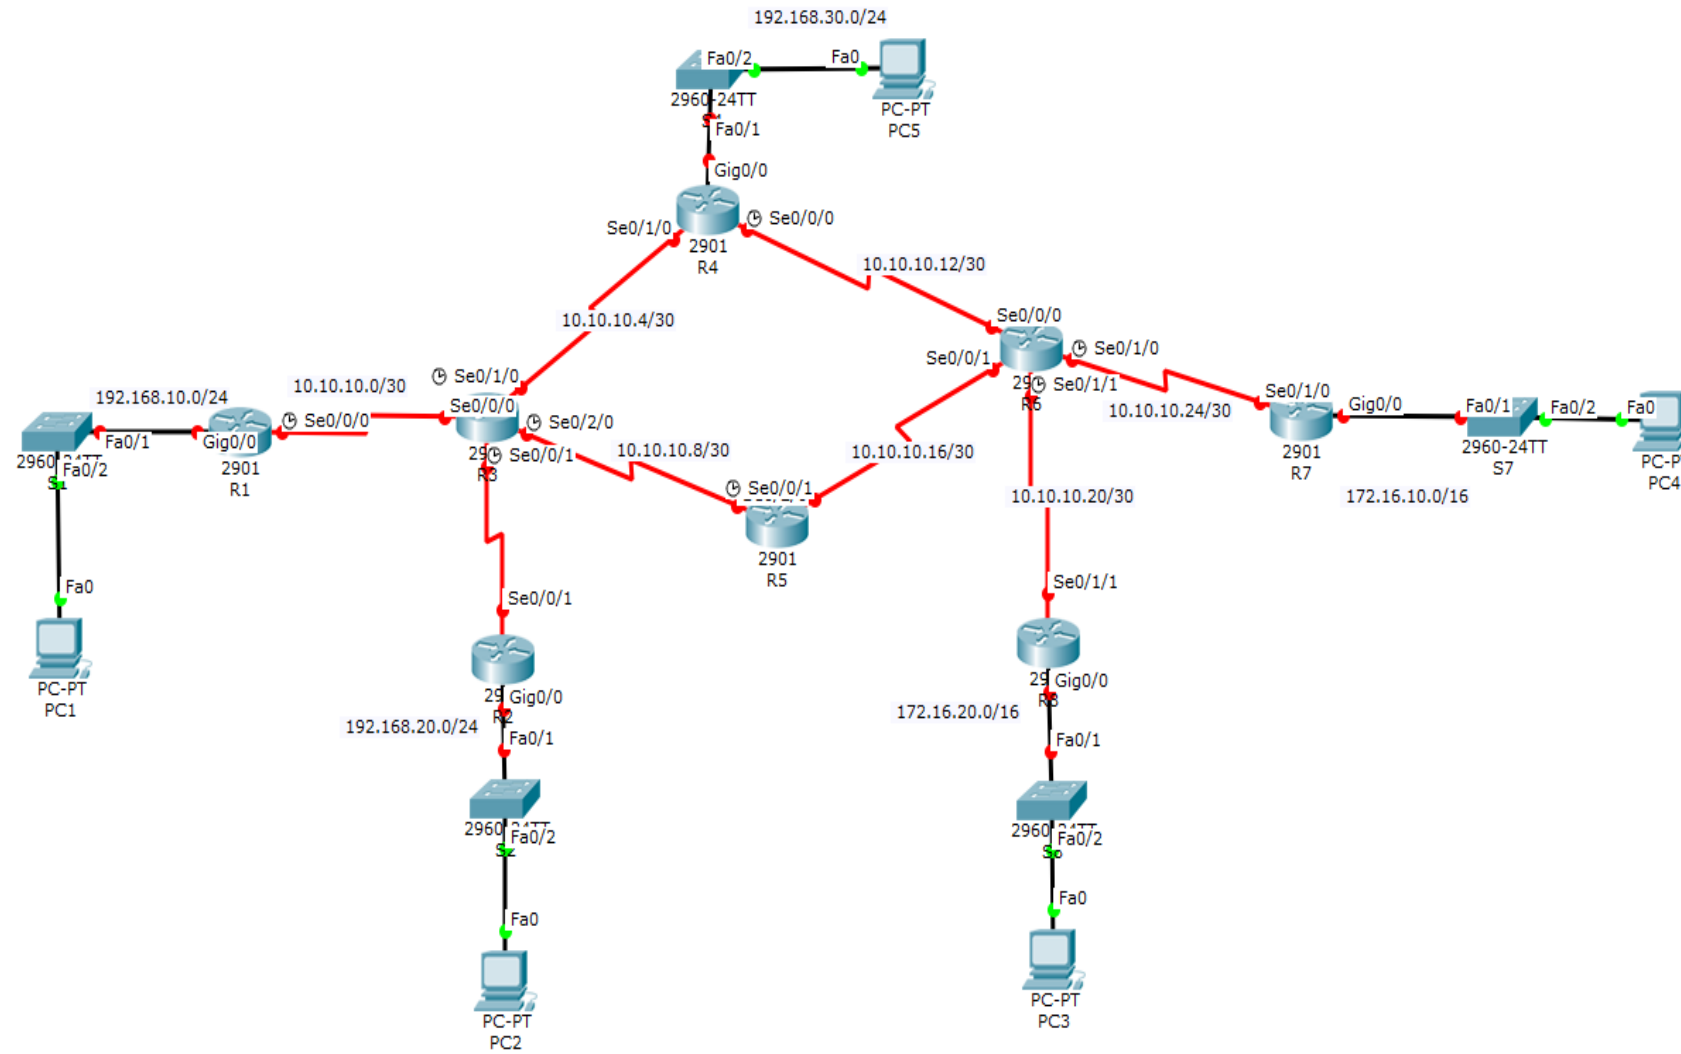 192.168.30.0/24
Fa0/2
Fa0
2960-24TT
PC-PT
PC5
Fa0/1
Gig0/0
Se0/1/0
Se0/0/0
2901
R4
10.10.10.12/30
10.10.10.4/30
Se0/0/0
Se0/0/1
Se0/1/0
Se0/1/1
R6
10.10.10.24/30
Se0/1/0
Gig0/0
2901
R7
Fa0/1
Fa0/2
Fa0
2960-24TT
S7
PC4
172.16.10.0/16
192.168.10.0/24
10.10.10.0/30
Se0/1/0
Se0/0/0
Se0/0/0
Se0/2/0
Se0/0/1
R3
Fa0/1
Gig0/0
2901
R1
Fa0/2
S1
10.10.10.8/30
10.10.10.16/30
Se0/0/1
2901
R5
10.10.10.20/30
Fa0
PC-PT
PC1
Se0/0/1
Se0/1/1
Gig0/0
R2
192.168.20.0/24
Fa0/1
Gig0/0
172.16.20.0/16
Fa0/1
Fa0/2
Fa0/2
Fa0
Fa0
PC-PT
PC2
PC-PT
PC3